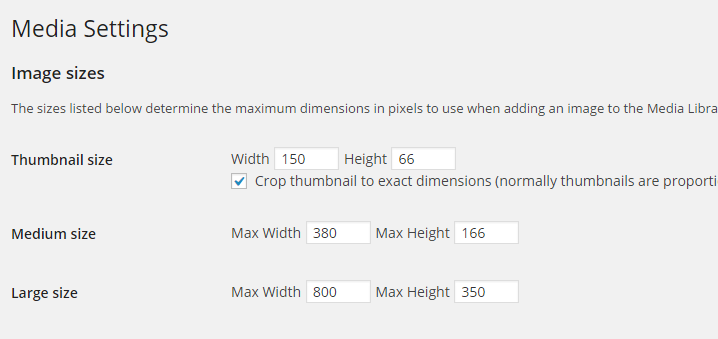 Media Settings
Image sizes
The sizes listed below determine the maximum dimensions in pixels to use when adding an image to the Media Libra
Thumbnail size Width 150 Height 66
Crop thumbnail to exact dimensions (normally thumbnails are proporti
Medium size Max Width 380 Max Height 166
Large size Max Width 800 Max Height 350